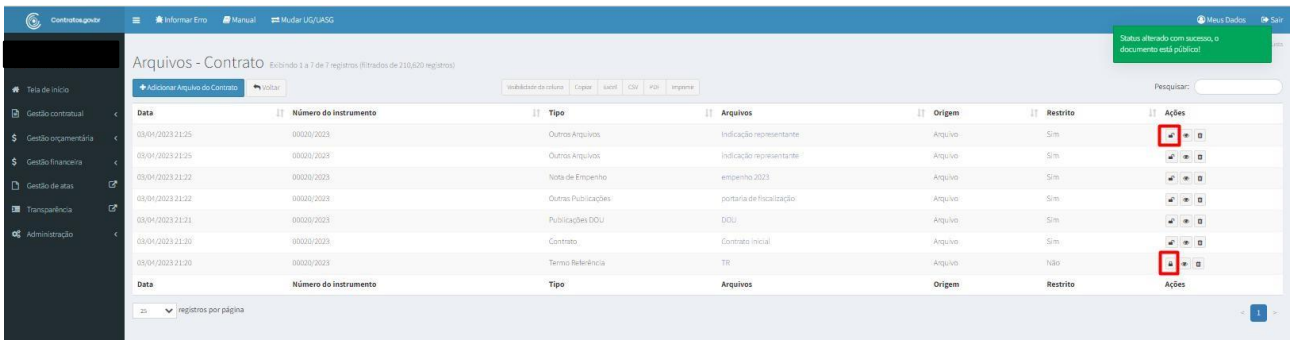 Contratos.gov.br Informar Erro Manual Mudar UG/UASG Meus Dados Sair
Status alterado com sucesso, o
documento está público!
Arquivos - Contrato Exibindo 1 a 7 de 7 registros (filtrados de 210,620 registros)
Tela de início
Gestão contratual
Gestão orçamentária
Gestão financeira
Gestão de atas
Transparência
Administração
+ Adicionar Arquivo do Contrato Voltar Visibilidade da coluna Copiar Excel CSV PDF Imprimir Pesquisar:
Data Número do instrumento Tipo Arquivos Origem Restrito Ações
03/04/2023 21:25 00020/2023 Outros Arquivos Indicação representante Arquivo Sim
03/04/2023 21:25 00020/2023 Outros Arquivos Indicação representante Arquivo Sim
03/04/2023 21:22 00020/2023 Nota de Empenho empenho 2023 Arquivo Sim
03/04/2023 21:22 00020/2023 Outras Publicações portaria de fiscalização Arquivo Sim
03/04/2023 21:21 00020/2023 Publicações DOU DOU Arquivo Sim
03/04/2023 21:20 00020/2023 Contrato Contrato inicial Arquivo Sim
03/04/2023 21:20 00020/2023 Termo Referência TR Arquivo Não
Data Número do instrumento Tipo Arquivos Origem Restrito Ações
25 registros por página < 1 >